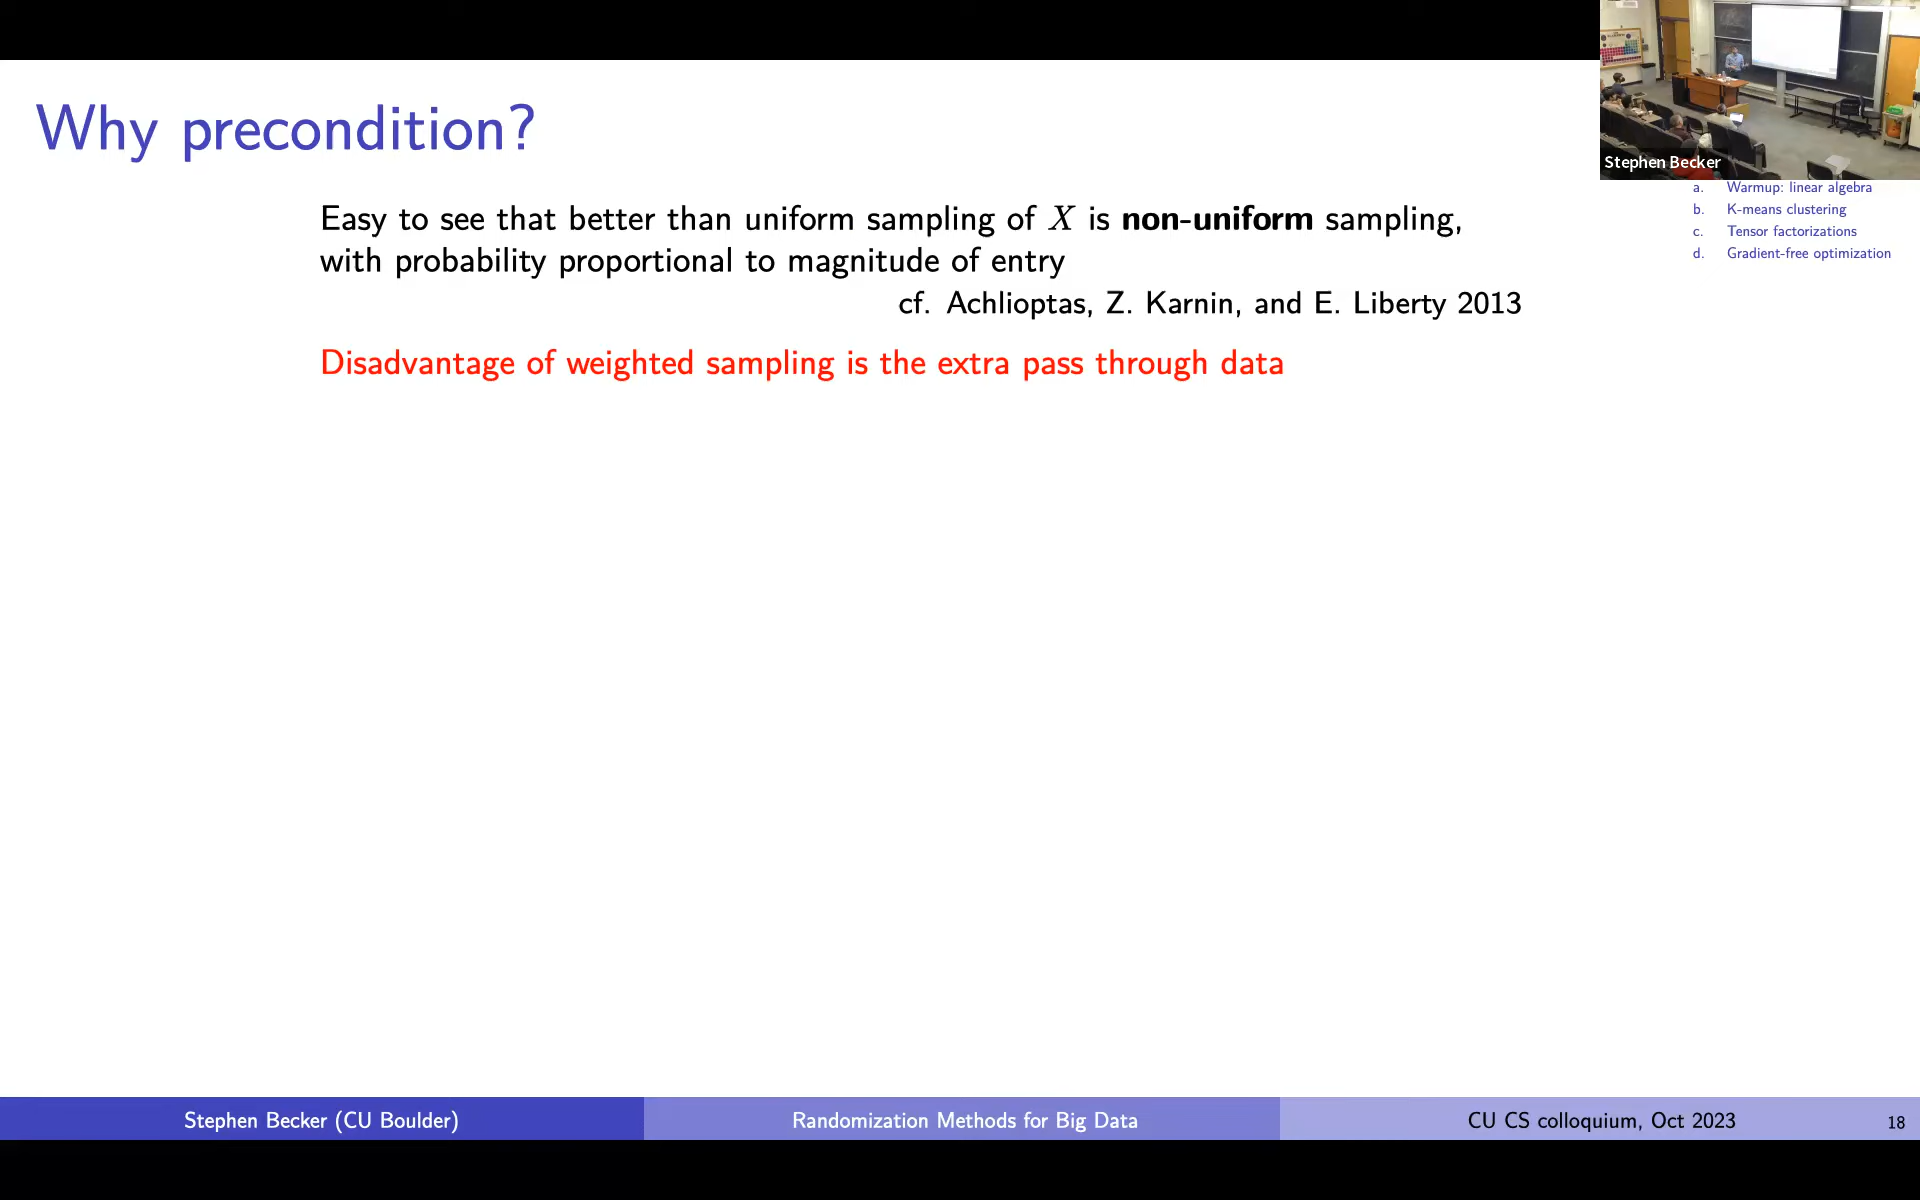 Why precondition?
Easy to see that better than uniform sampling of X is non-uniform sampling,
with probability proportional to magnitude of entry
cf. Achlioptas, Z. Karnin, and E. Liberty 2013
Disadvantage of weighted sampling is the extra pass through data
Stephen Becker
a. Warmup: linear algebra
b. K-means clustering
c. Tensor factorizations
d. Gradient-free optimization
Stephen Becker (CU Boulder)
Randomization Methods for Big Data
CU CS colloquium, Oct 2023
18